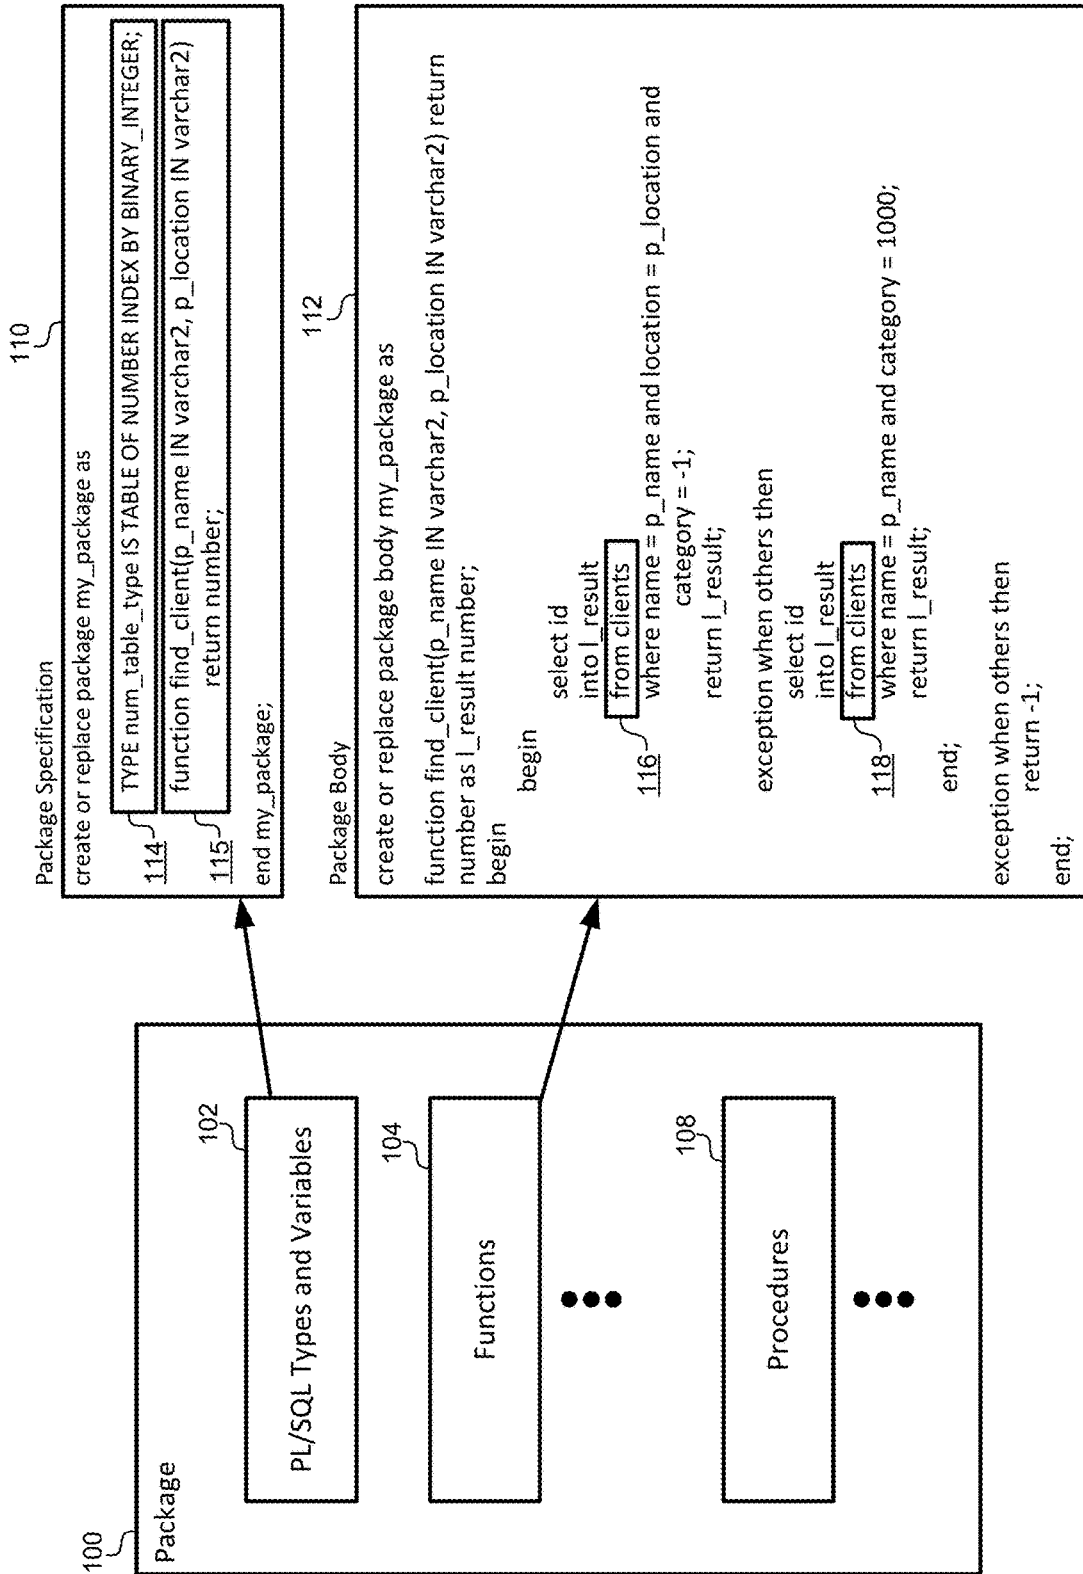 100
Package
102
PL/SQL Types and Variables
104
Functions
108
Procedures
110
Package Specification
create or replace package my_package as
TYPE num_table_type IS TABLE OF NUMBER INDEX BY BINARY_INTEGER;
114
function find_client(p_name IN varchar2, p_location IN varchar2)
return number;
115
end my_package;
112
Package Body
create or replace package body my_package as
function find_client(p_name IN varchar2, p_location IN varchar2) return
number as l_result number;
begin
begin
select id
into l_result
from clients
116
where name = p_name and location = p_location and
category = -1;
return l_result;
exception when others then
select id
into l_result
from clients
118
where name = p_name and category = 1000;
return l_result;
end;
exception when others then
return -1;
end;